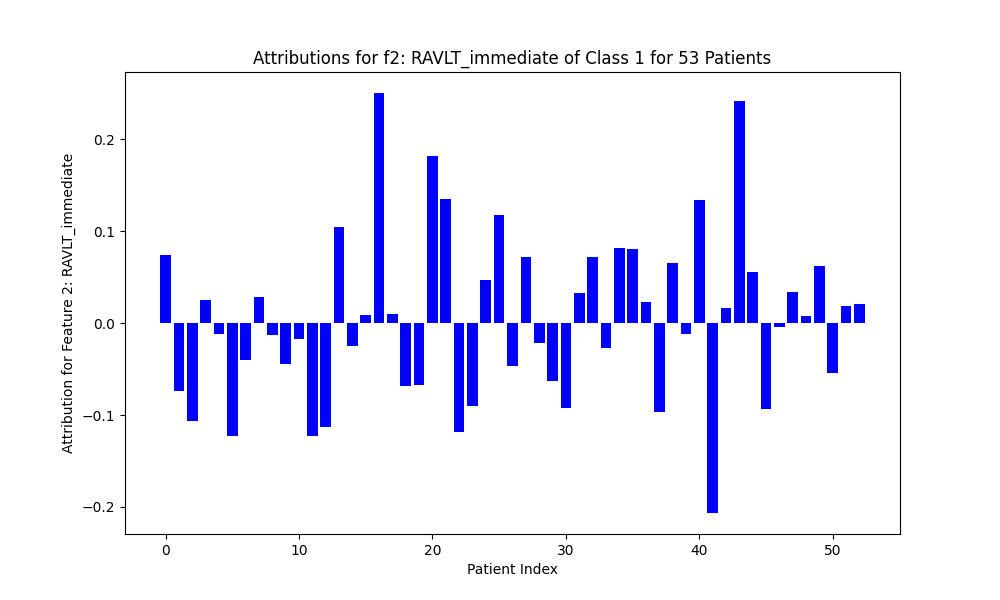 Attributions for f2: RAVLT_immediate of Class 1 for 53 Patients
Attribution for Feature 2: RAVLT_immediate
0.2
0.1
0.0
−0.1
−0.2
0 10 20 30 40 50
Patient Index